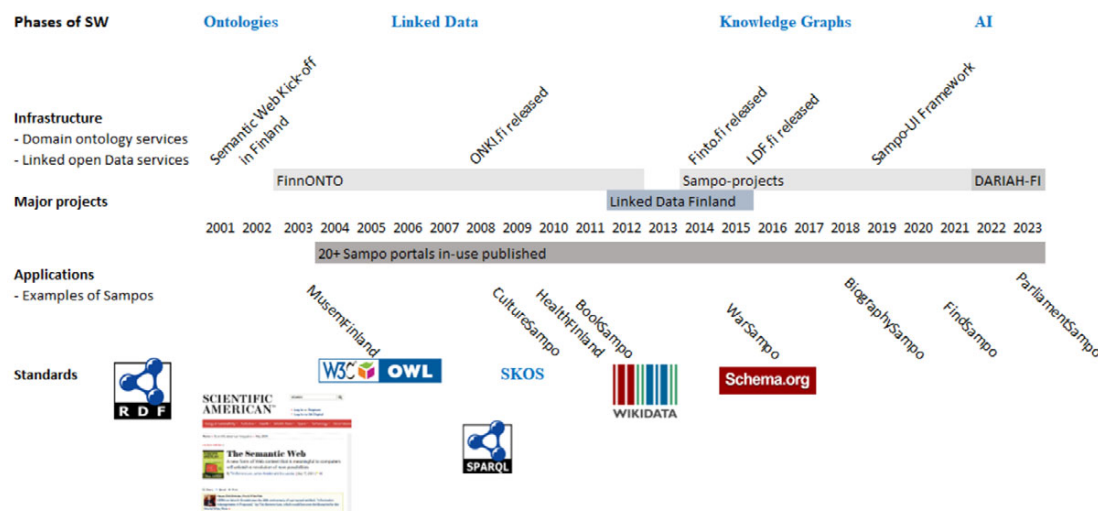 Phases of SW
Ontologies
Linked Data
Knowledge Graphs
AI
Infrastructure
- Domain ontology services
- Linked open Data services
Semantic Web Kick-off
in Finland
ONKI.fi released
Finto.fi released
LDF.fi released
Sampo-UI Framework
FinnONTO
Sampo-projects
DARIAH-FI
Major projects
Linked Data Finland
2001 2002 2003 2004 2005 2006 2007 2008 2009 2010 2011 2012 2013 2014 2015 2016 2017 2018 2019 2020 2021 2022 2023
20+ Sampo portals in-use published
Applications
- Examples of Sampos
MusemFinland
CultureSampo
HealthFinland
BookSampo
WarSampo
BiographySampo
FindSampo
ParliamentSampo
Standards
RDF
W3C OWL
SKOS
WIKIDATA
Schema.org
SCIENTIFIC
AMERICAN
The Semantic Web
SPARQL